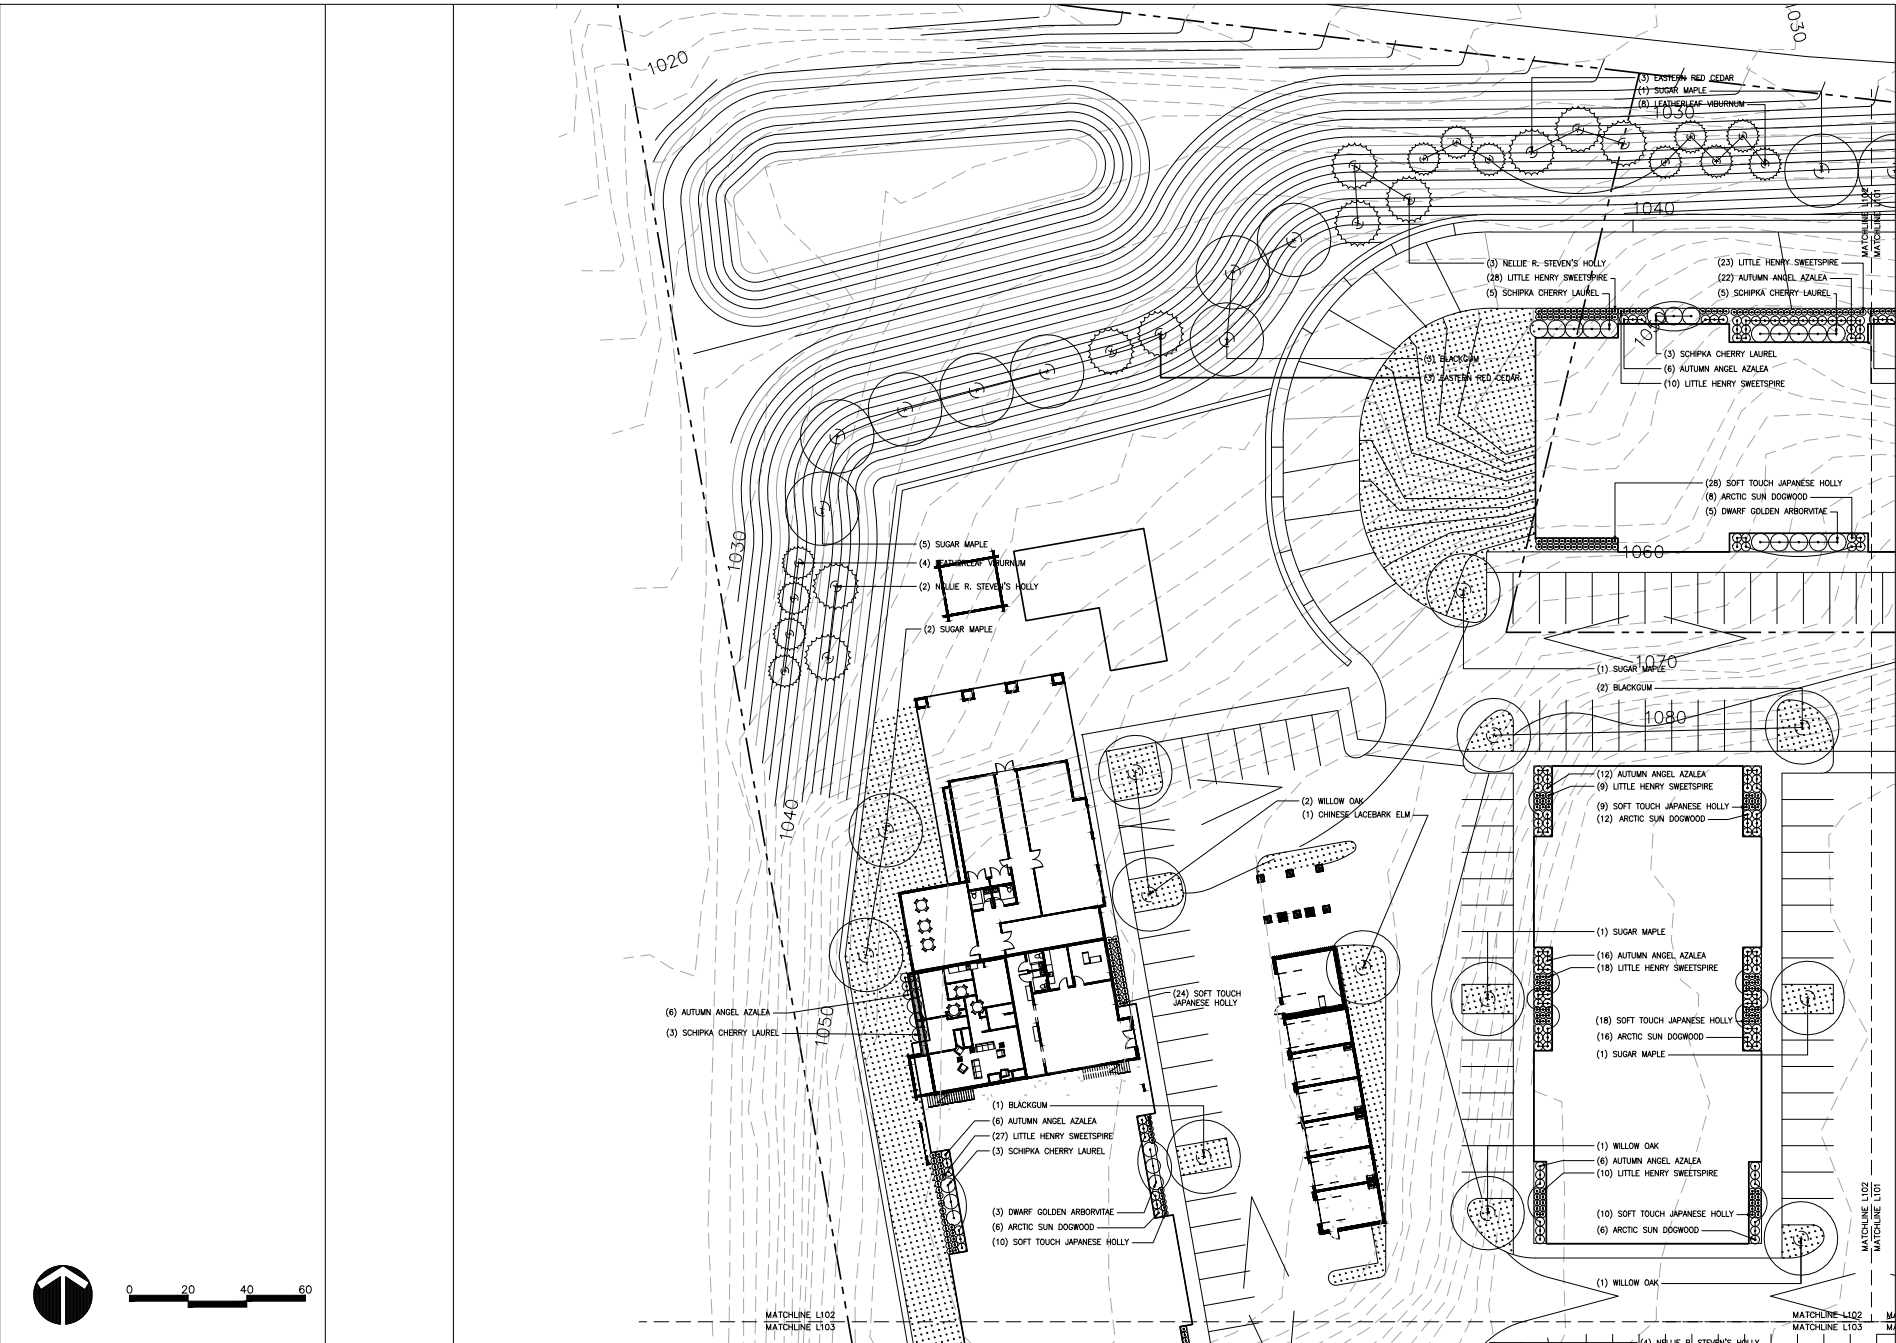 1020
1030
(3) EASTERN RED CEDAR
(1) SUGAR MAPLE
(8) LEATHERLEAF VIBURNUM
1030
1040
MATCHLINE L102
MATCHLINE L101
(3) NELLIE R. STEVEN'S HOLLY
(28) LITTLE HENRY SWEETSPIRE
(5) SCHIPKA CHERRY LAUREL
(23) LITTLE HENRY SWEETSPIRE
(22) AUTUMN ANGEL AZALEA
(5) SCHIPKA CHERRY LAUREL
(3) SCHIPKA CHERRY LAUREL
(6) AUTUMN ANGEL AZALEA
(10) LITTLE HENRY SWEETSPIRE
(3) BLACKGUM
(3) EASTERN RED CEDAR
(28) SOFT TOUCH JAPANESE HOLLY
(8) ARCTIC SUN DOGWOOD
(5) DWARF GOLDEN ARBORVITAE
1060
1030
(5) SUGAR MAPLE
(4) LEATHERLEAF VIBURNUM
(2) NELLIE R. STEVEN'S HOLLY
(2) SUGAR MAPLE
(1) SUGAR MAPLE
1070
(2) BLACKGUM
1080
1040
(2) WILLOW OAK
(1) CHINESE LACEBARK ELM
(12) AUTUMN ANGEL AZALEA
(9) LITTLE HENRY SWEETSPIRE
(9) SOFT TOUCH JAPANESE HOLLY
(12) ARCTIC SUN DOGWOOD
(1) SUGAR MAPLE
(16) AUTUMN ANGEL AZALEA
(18) LITTLE HENRY SWEETSPIRE
(18) SOFT TOUCH JAPANESE HOLLY
(16) ARCTIC SUN DOGWOOD
(1) SUGAR MAPLE
(24) SOFT TOUCH
JAPANESE HOLLY
(6) AUTUMN ANGEL AZALEA
(3) SCHIPKA CHERRY LAUREL
1050
(1) BLACKGUM
(6) AUTUMN ANGEL AZALEA
(27) LITTLE HENRY SWEETSPIRE
(3) SCHIPKA CHERRY LAUREL
(3) DWARF GOLDEN ARBORVITAE
(6) ARCTIC SUN DOGWOOD
(10) SOFT TOUCH JAPANESE HOLLY
(1) WILLOW OAK
(6) AUTUMN ANGEL AZALEA
(10) LITTLE HENRY SWEETSPIRE
(10) SOFT TOUCH JAPANESE HOLLY
(6) ARCTIC SUN DOGWOOD
MATCHLINE L102
MATCHLINE L101
(1) WILLOW OAK
0 20 40 60
MATCHLINE L102
MATCHLINE L103
MATCHLINE L102
MATCHLINE L103
(4) NELLIE R. STEVEN'S HOLLY